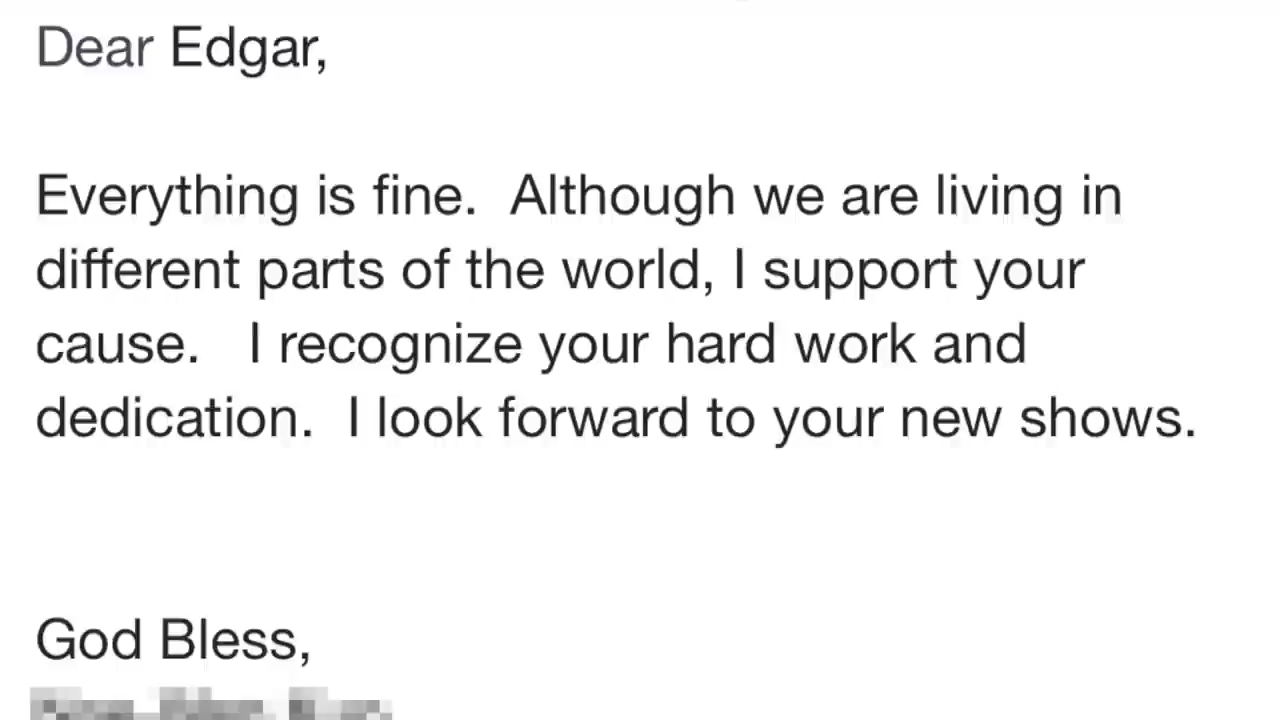 Dear Edgar,
Everything is fine.  Although we are living in
different parts of the world, I support your
cause.   I recognize your hard work and
dedication.  I look forward to your new shows.
God Bless,